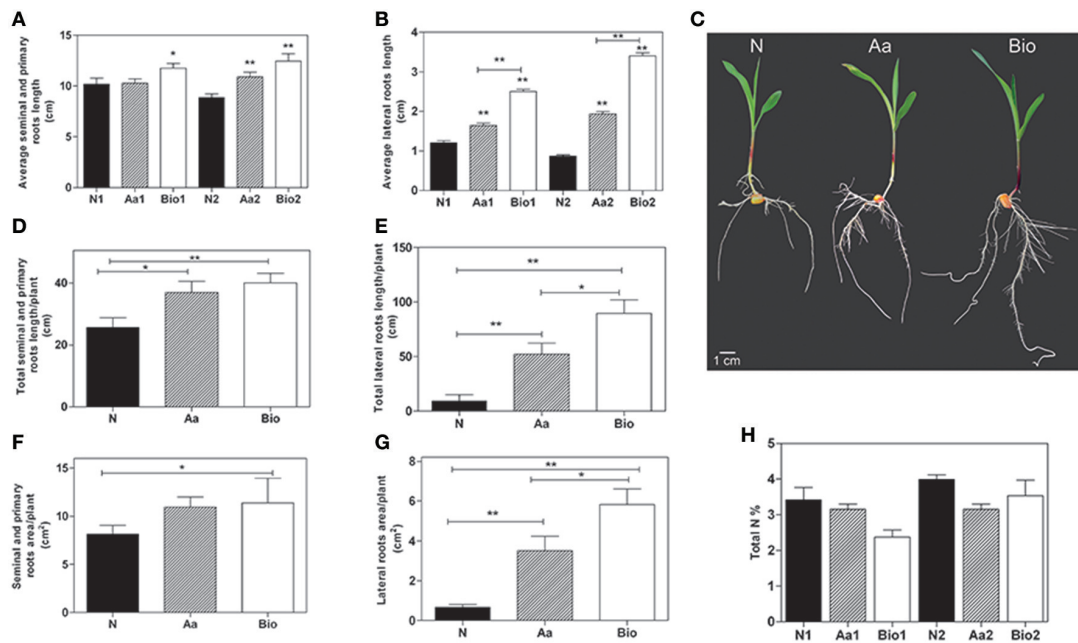 A
Average seminal and primary
roots length
(cm)
15
10
5
0
*
**
**
N1 Aa1 Bio1 N2 Aa2 Bio2
B
Average lateral roots length
(cm)
4
3
2
1
0
**
**
**
**
**
**
N1 Aa1 Bio1 N2 Aa2 Bio2
C
N Aa Bio
1 cm
D
Total seminal and primary
roots length/plant
(cm)
40
20
0
**
*
N Aa Bio
E
Total lateral roots length/plant
(cm)
150
100
50
0
**
*
**
N Aa Bio
F
Seminal and primary
roots area/plant
(cm²)
15
10
5
0
*
N Aa Bio
G
Lateral roots area/plant
(cm²)
8
6
4
2
0
**
*
**
N Aa Bio
H
Total N %
5
4
3
2
1
0
N1 Aa1 Bio1 N2 Aa2 Bio2